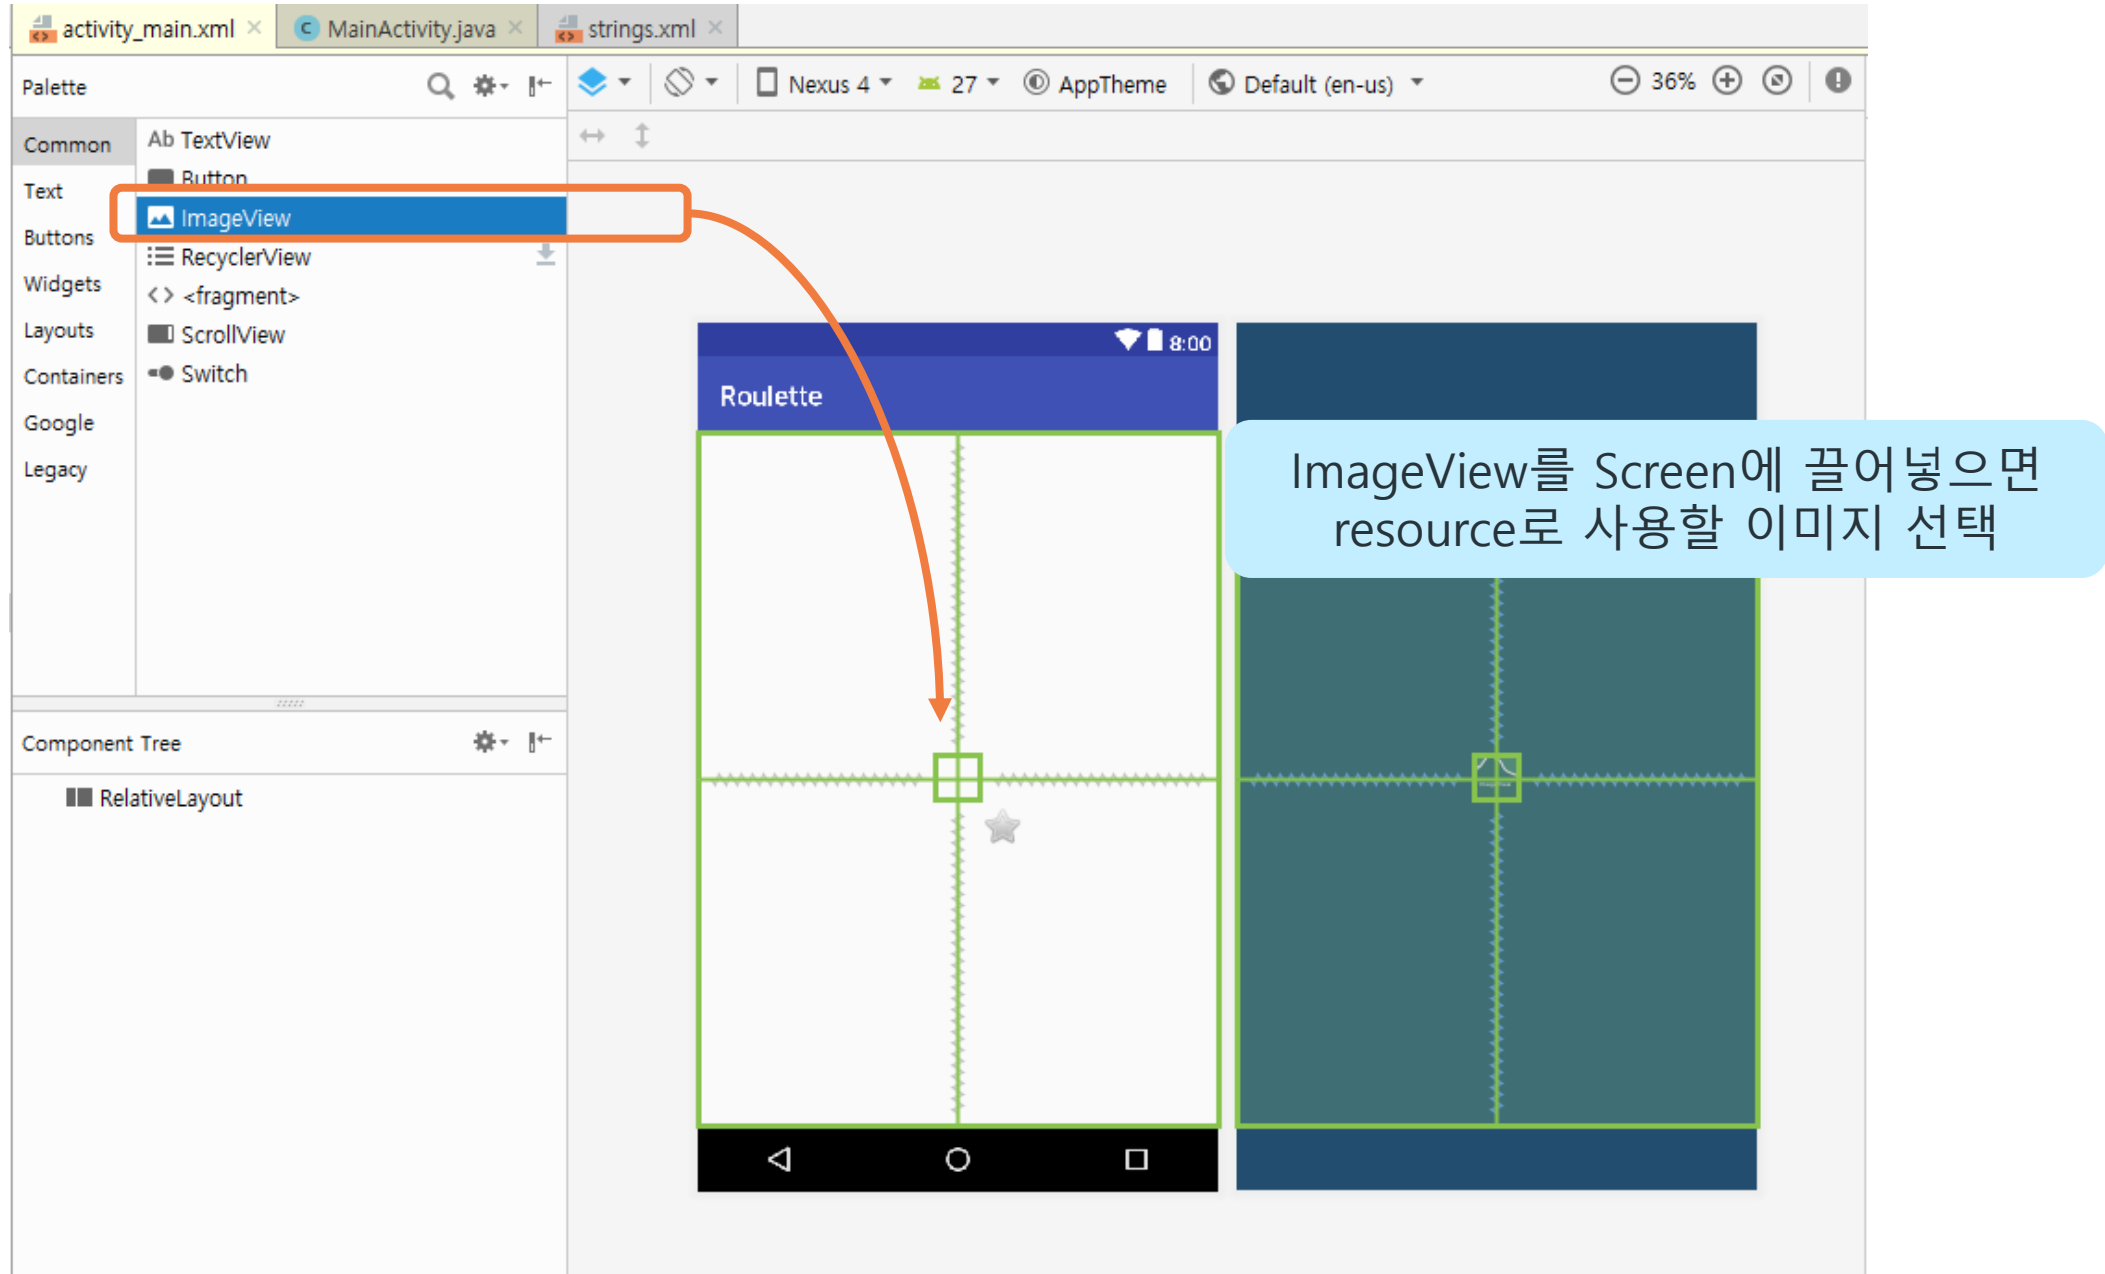 activity_main.xml
MainActivity.java
strings.xml
Palette
Nexus 4
27
AppTheme
Default (en-us)
36%
Common
Text
Buttons
Widgets
Layouts
Containers
Google
Legacy
Ab TextView
Button
ImageView
RecyclerView
<> <fragment>
ScrollView
Switch
8:00
Roulette
ImageView를 Screen에 끌어넣으면
resource로 사용할 이미지 선택
Component Tree
RelativeLayout